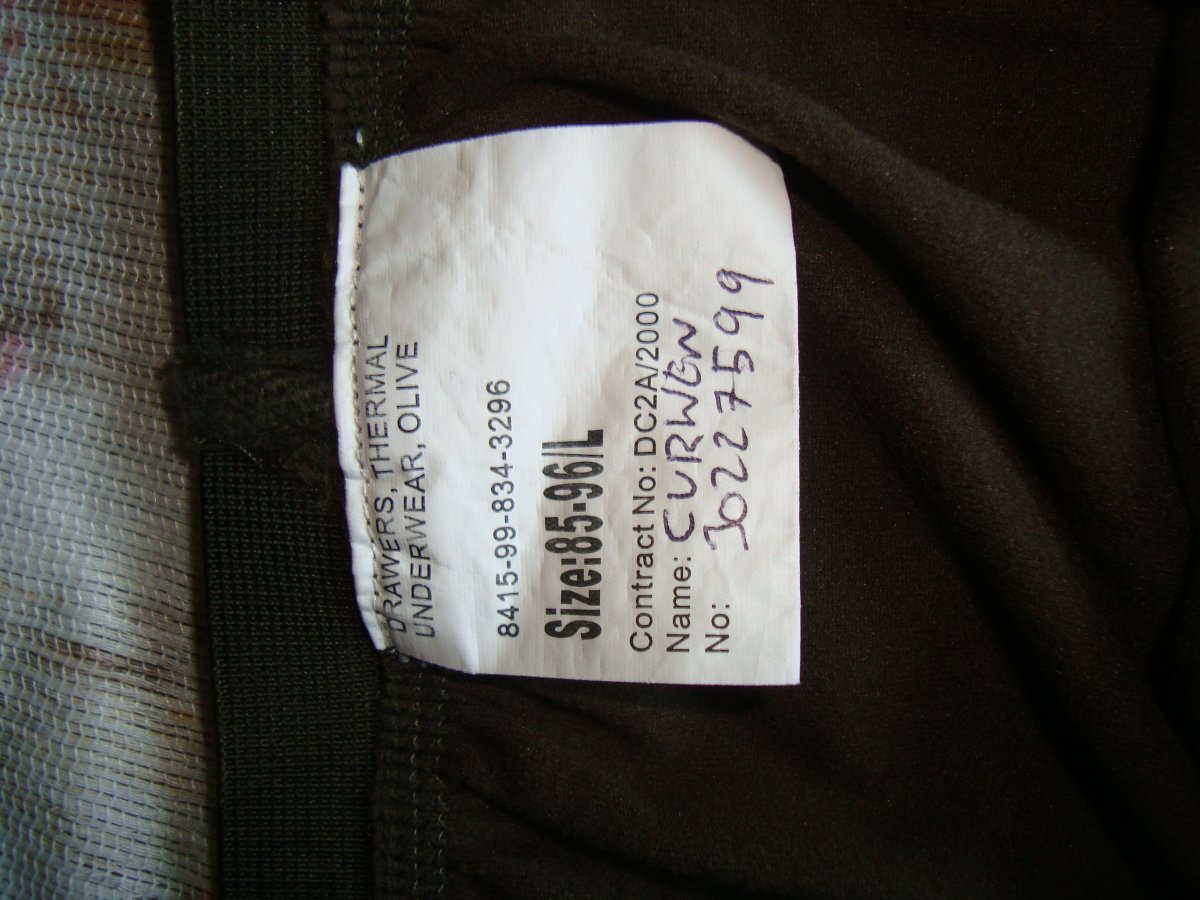 DRAWERS, THERMAL
UNDERWEAR, OLIVE
8415-99-834-3296
Size:85-96/L
Contract No: DC2A/2000
Name: CURWEN
No: 30227599